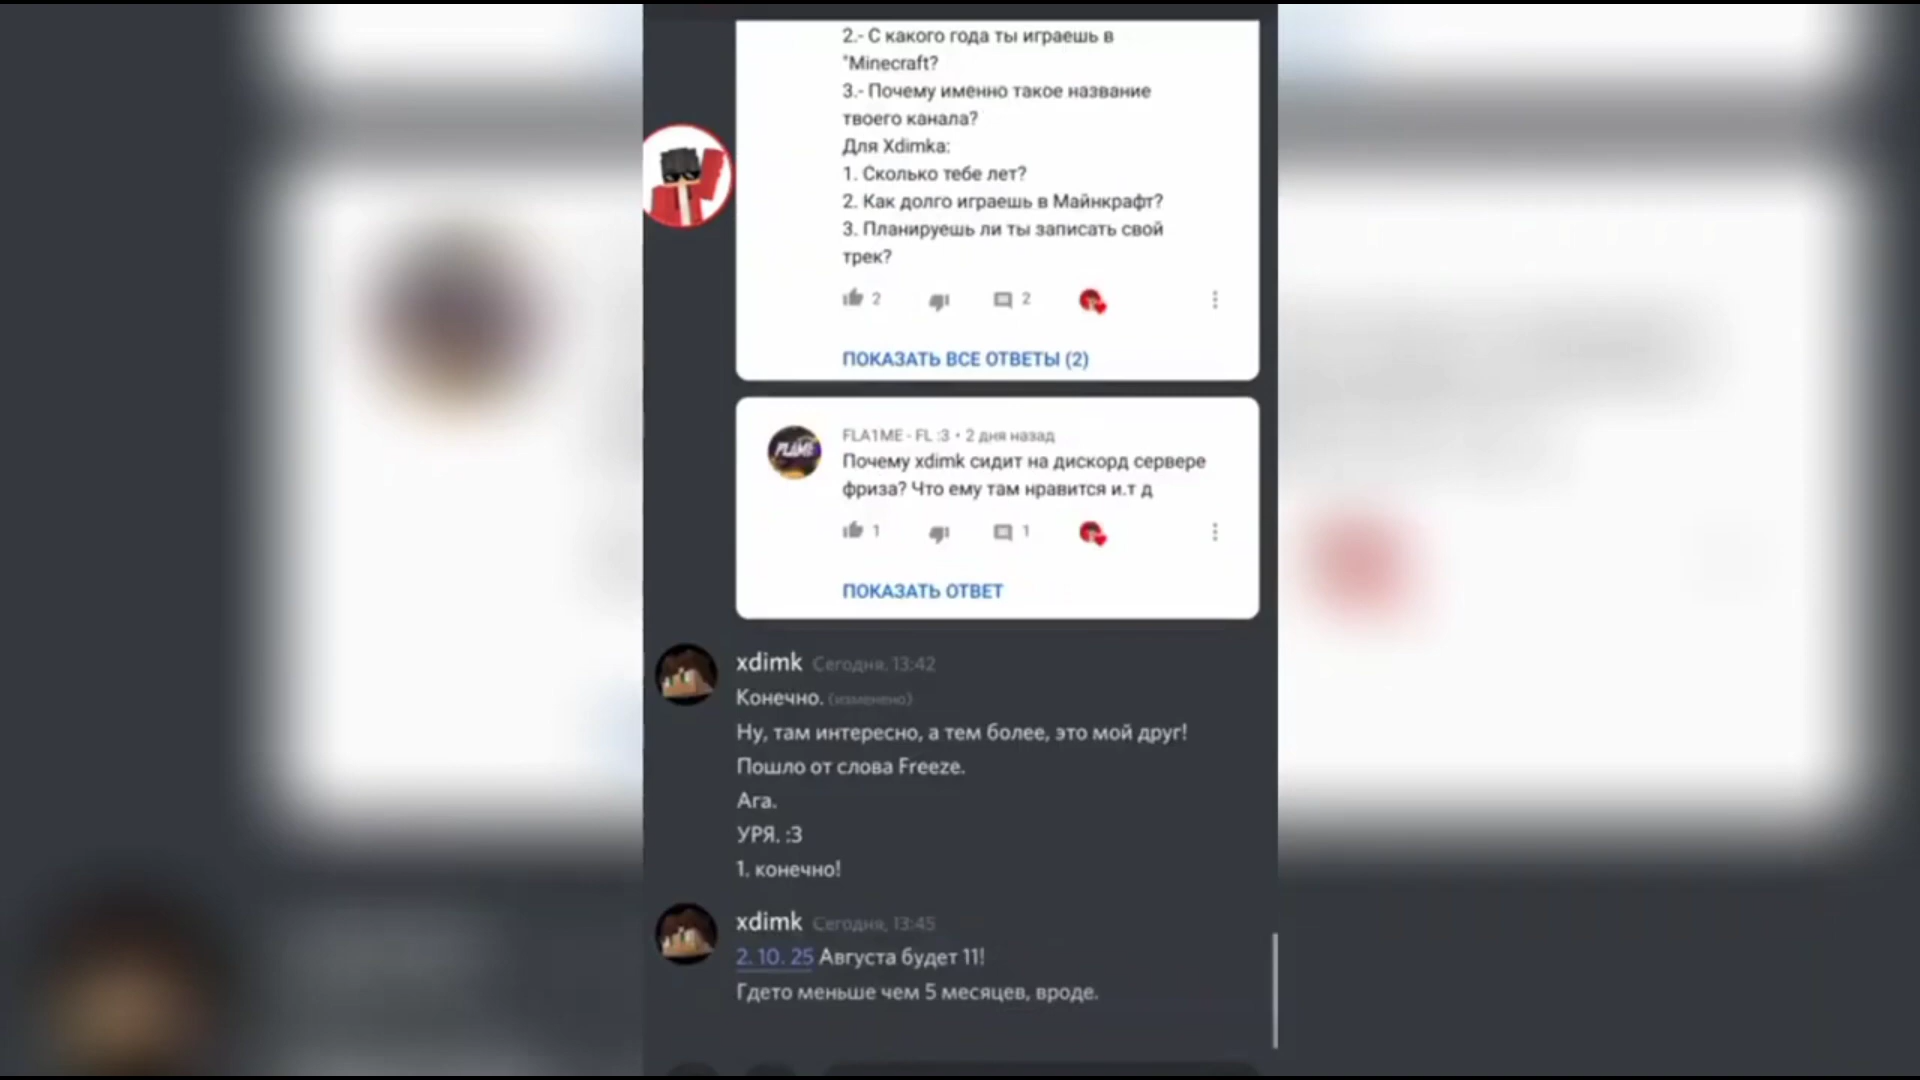 2.- С какого года ты играешь в
"Minecraft?
3.- Почему именно такое название
твоего канала?
Для Xdimka:
1. Сколько тебе лет?
2. Как долго играешь в Майнкрафт?
3. Планируешь ли ты записать свой
трек?
2 2
ПОКАЗАТЬ ВСЕ ОТВЕТЫ (2)
FLAME
FLA1ME - FL :3 • 2 дня назад
Почему xdimk сидит на дискорд сервере
фриза? Что ему там нравится и.т д
1 1
ПОКАЗАТЬ ОТВЕТ
xdimk Сегодня, 13:42
Конечно. (изменено)
Ну, там интересно, а тем более, это мой друг!
Пошло от слова Freeze.
Ага.
УРЯ. :3
1. конечно!
xdimk Сегодня, 13:45
2. 10. 25 Августа будет 11!
Гдето меньше чем 5 месяцев, вроде.